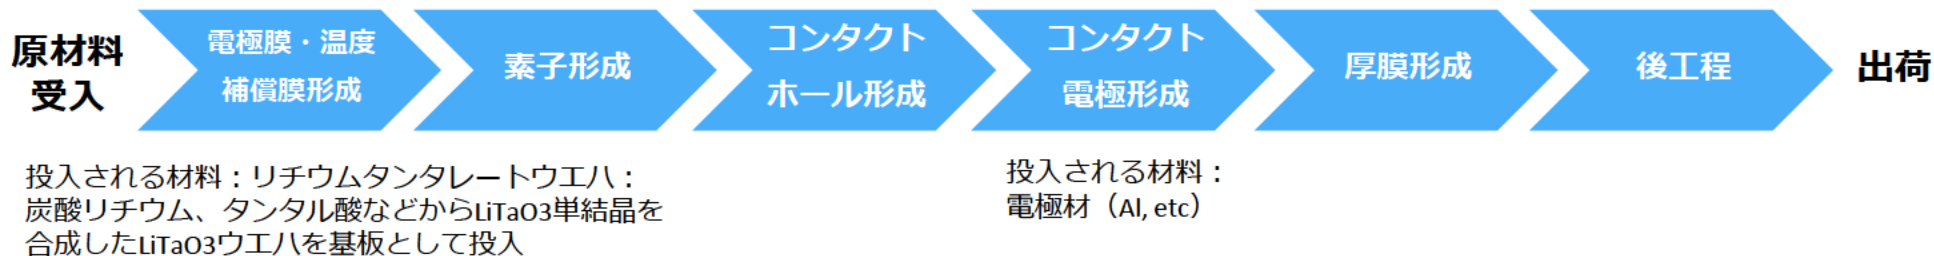 原材料
受入
電極膜・温度
補償膜形成
素子形成
コンタクト
ホール形成
コンタクト
電極形成
厚膜形成
後工程
出荷
投入される材料：リチウムタンタレートウエハ：
炭酸リチウム、タンタル酸などからLiTaO3単結晶を
合成したLiTaO3ウエハを基板として投入
投入される材料：
電極材（Al, etc）